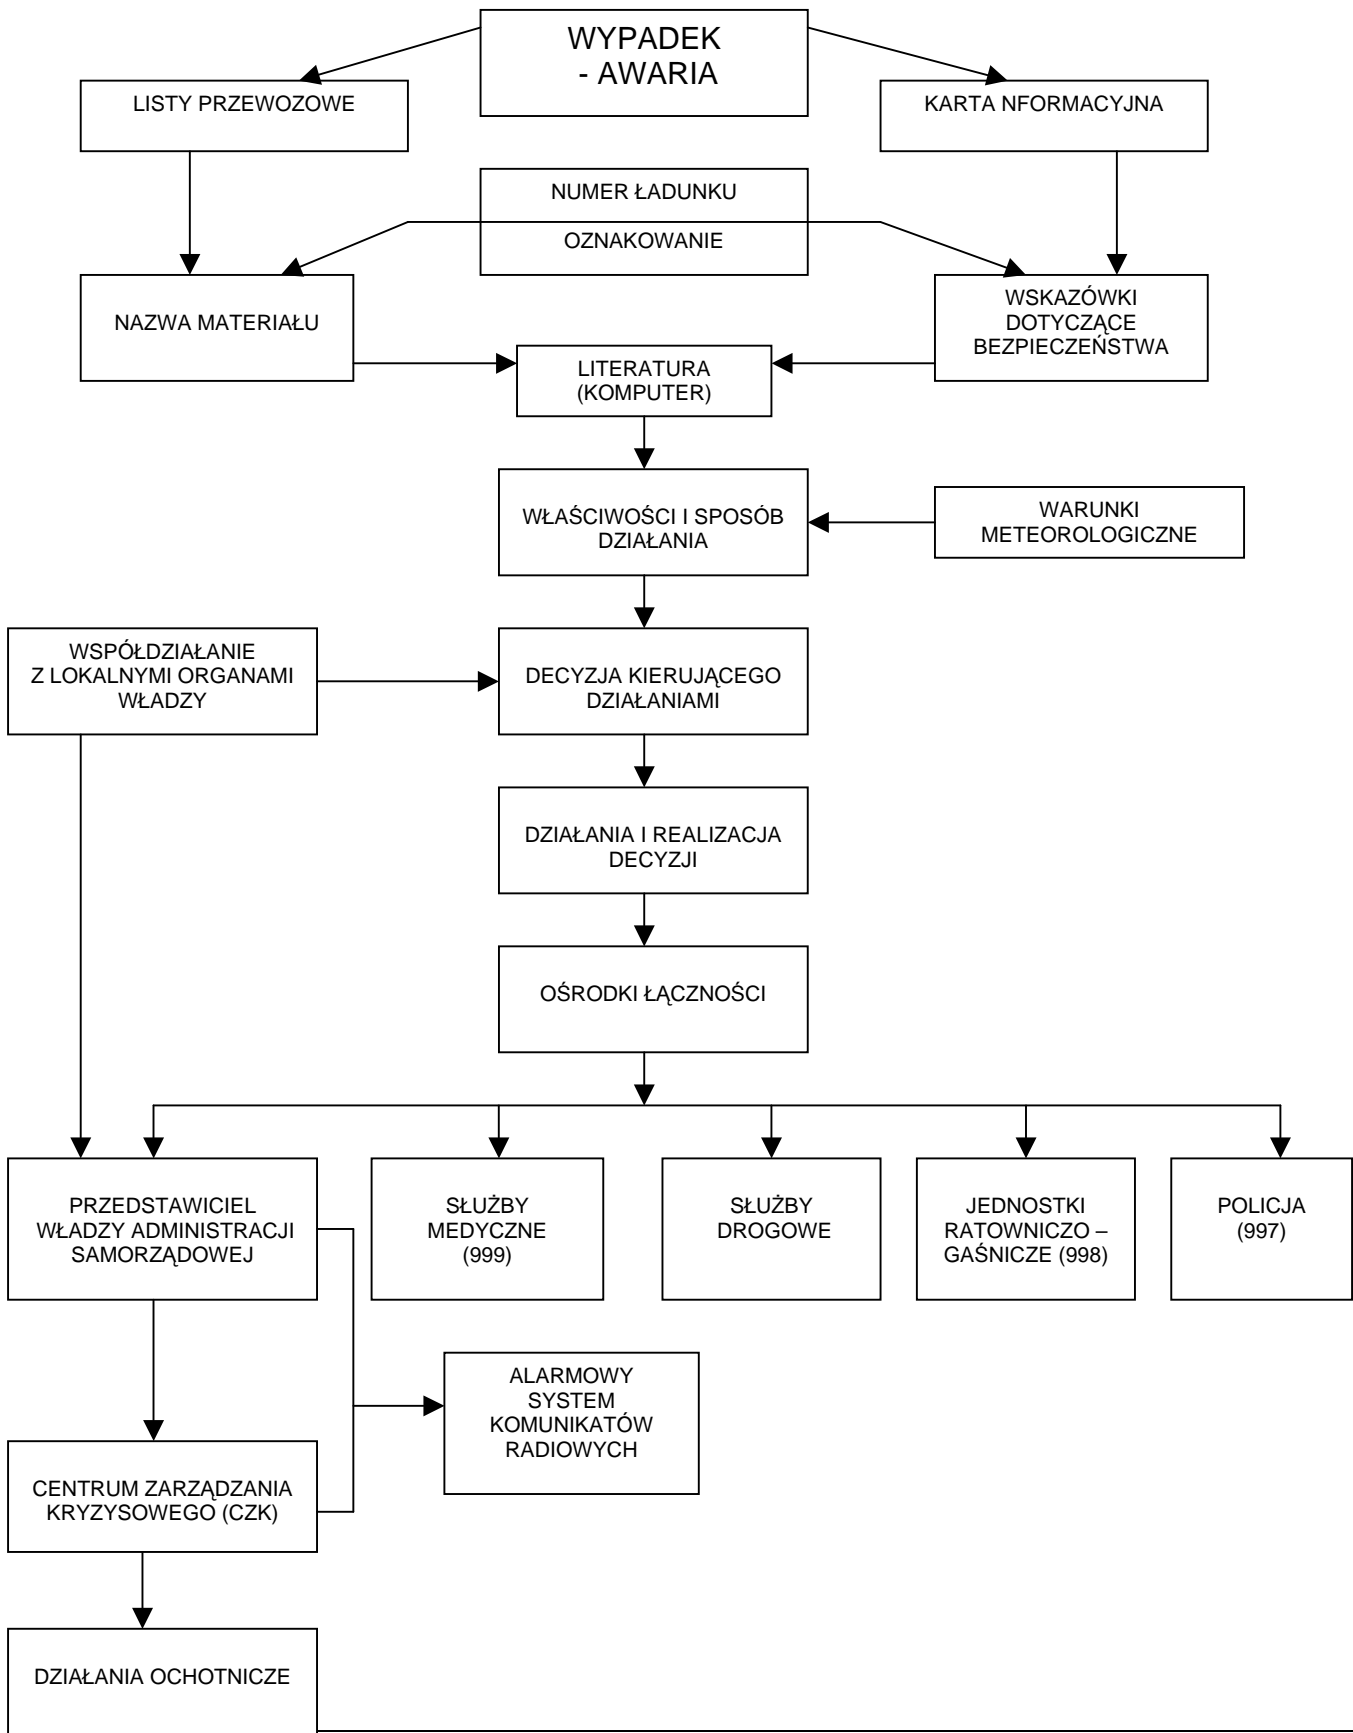 WYPADEK
- AWARIA
LISTY PRZEWOZOWE
KARTA NFORMACYJNA
NUMER ŁADUNKU
OZNAKOWANIE
NAZWA MATERIAŁU
WSKAZÓWKI
DOTYCZĄCE
BEZPIECZEŃSTWA
LITERATURA
(KOMPUTER)
WŁAŚCIWOŚCI I SPOSÓB
DZIAŁANIA
WARUNKI
METEOROLOGICZNE
WSPÓŁDZIAŁANIE
Z LOKALNYMI ORGANAMI
WŁADZY
DECYZJA KIERUJĄCEGO
DZIAŁANIAMI
DZIAŁANIA I REALIZACJA
DECYZJI
OŚRODKI ŁĄCZNOŚCI
PRZEDSTAWICIEL
WŁADZY ADMINISTRACJI
SAMORZĄDOWEJ
SŁUŻBY
MEDYCZNE
(999)
SŁUŻBY
DROGOWE
JEDNOSTKI
RATOWNICZO –
GAŚNICZE (998)
POLICJA
(997)
ALARMOWY
SYSTEM
KOMUNIKATÓW
RADIOWYCH
CENTRUM ZARZĄDZANIA
KRYZYSOWEGO (CZK)
DZIAŁANIA OCHOTNICZE